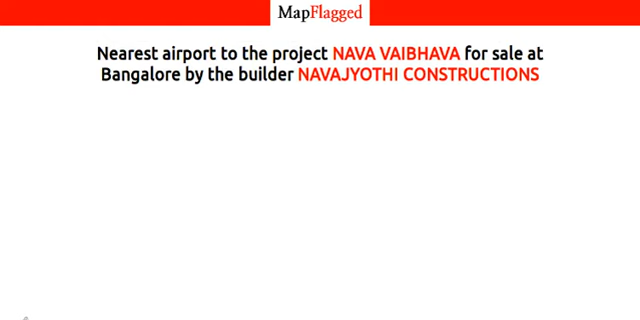 MapFlagged
Nearest airport to the project NAVA VAIBHAVA for sale at
Bangalore by the builder NAVAJYOTHI CONSTRUCTIONS